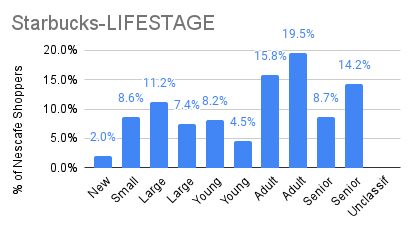 Starbucks-LIFESTAGE
% of Nescafe Shoppers
20.0%
15.0%
10.0%
5.0%
0.0%
2.0%
8.6%
11.2%
7.4%
8.2%
4.5%
15.8%
19.5%
8.7%
14.2%
New
Small
Large
Large
Young
Young
Adult
Adult
Senior
Senior
Unclassif